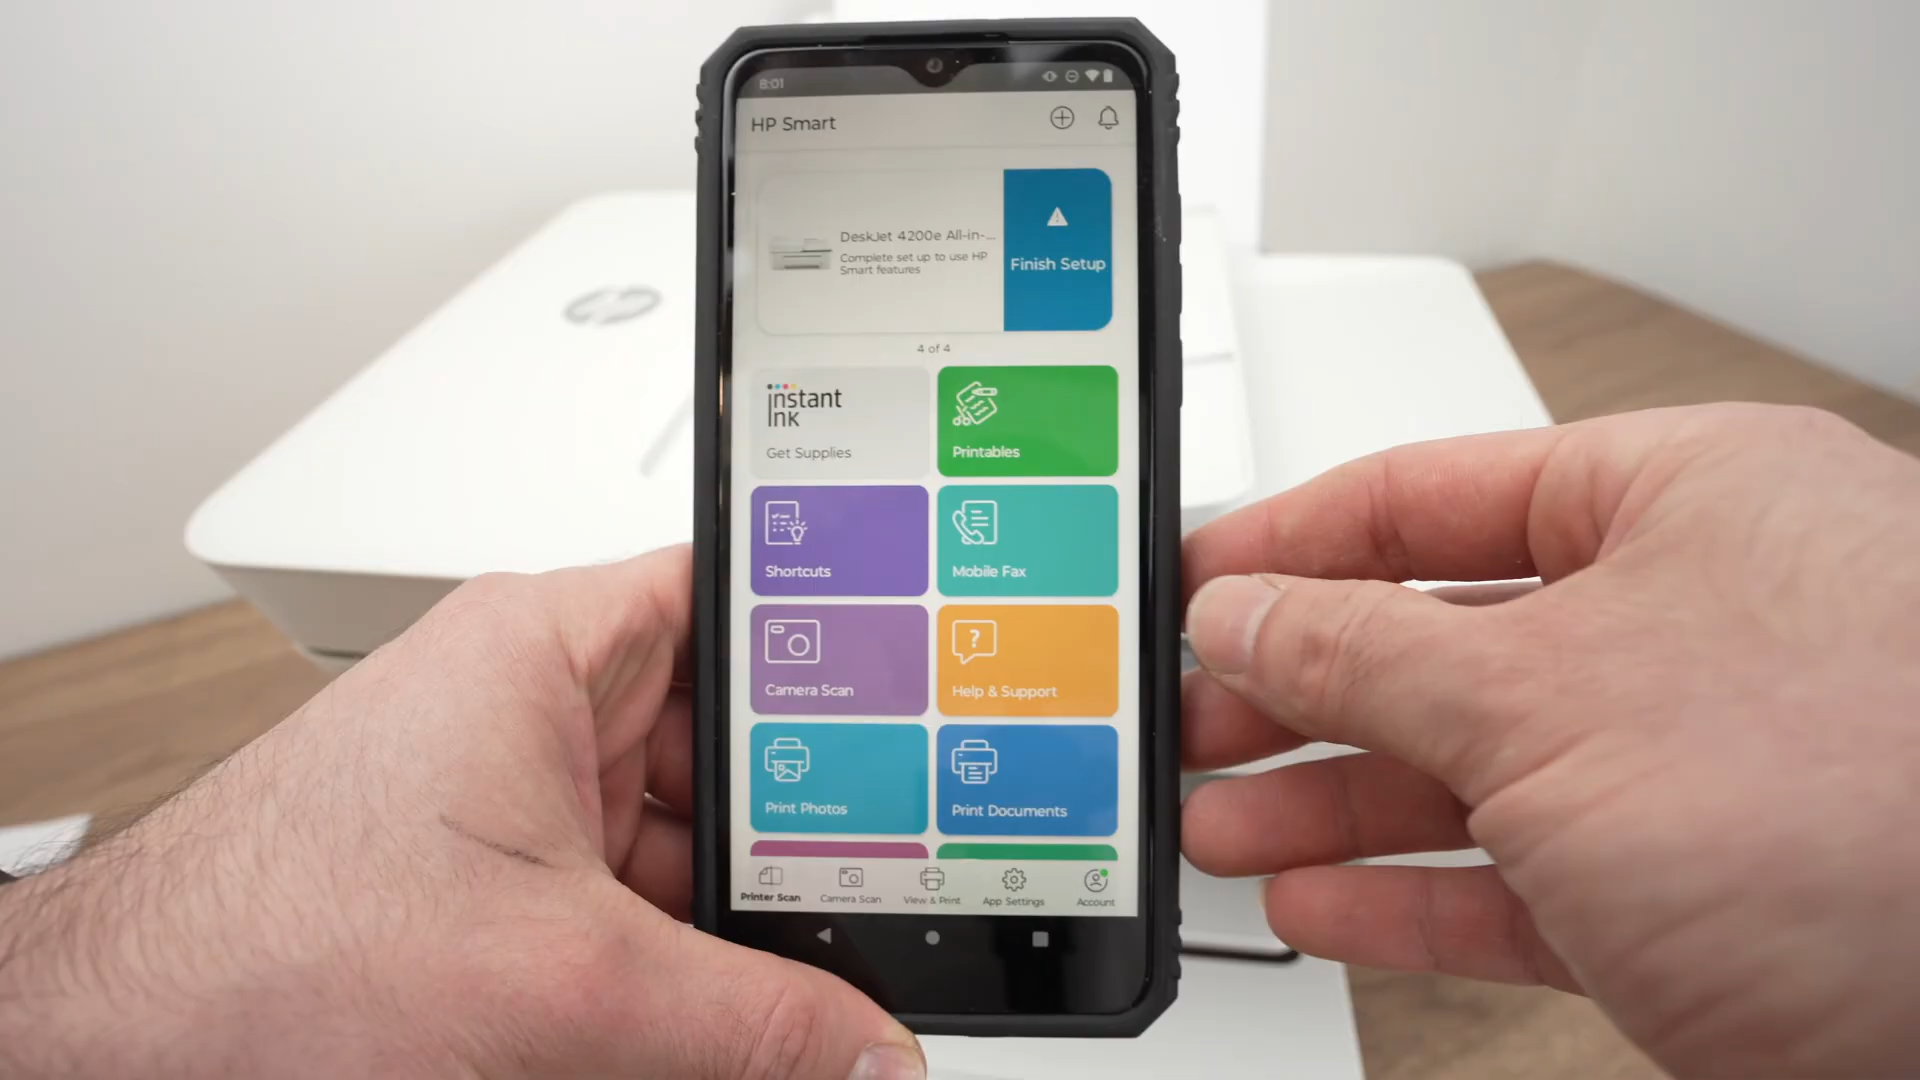 8:01
HP Smart
DeskJet 4200e All-in-...
Complete set up to use HP
Smart features
Finish Setup
4 of 4
instant
ink
Get Supplies
Printables
Shortcuts
Mobile Fax
Camera Scan
Help & Support
Print Photos
Print Documents
Printer Scan
Camera Scan
View & Print
App Settings
Account
hp